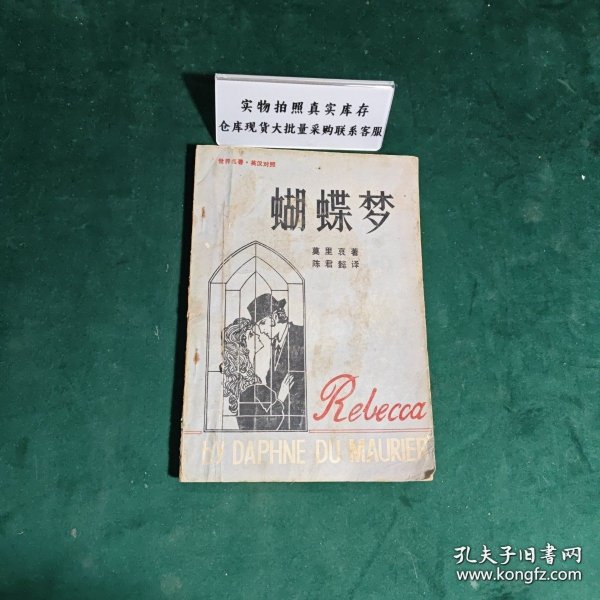 实物拍照真实库存
仓库现货大批量采购联系客服
世界名著·英汉对照
蝴蝶梦
莫里哀著
陈君懿译
Rebecca
by DAPHNE DU MAURIER
孔夫子旧书网
www.kongfz.com